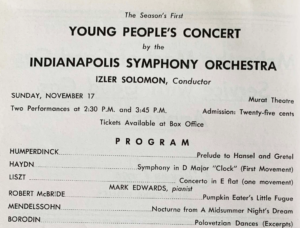 The Season's First
YOUNG PEOPLE'S CONCERT
by the
INDIANAPOLIS SYMPHONY ORCHESTRA
IZLER SOLOMON, Conductor
SUNDAY, NOVEMBER 17 Murat Theatre
Two Performances at 2:30 P.M. and 3:45 P.M. Admission: Twenty-five cents
Tickets Available at Box Office
PROGRAM
HUMPERDINCK Prelude to Hansel and Gretel
HAYDN Symphony in D Major "Clock" (First Movement)
LISZT Concerto in E flat (one movement)
MARK EDWARDS, pianist
ROBERT McBRIDE Pumpkin Eater's Little Fugue
MENDELSSOHN Nocturne from A Midsummer Night's Dream
BORODIN Polovetzian Dances (Excerpts)